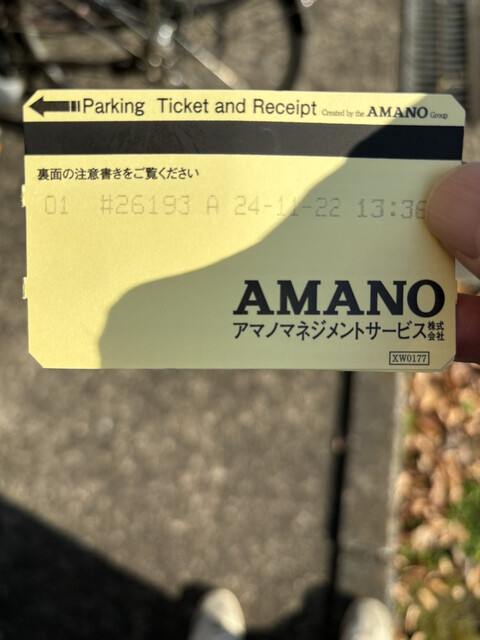 Parking Ticket and Receipt Created by the AMANO Group
裏面の注意書きをご覧ください
01 #26193 A 24-11-22 13:36
AMANO
アマノマネジメントサービス株式会社
XW0177